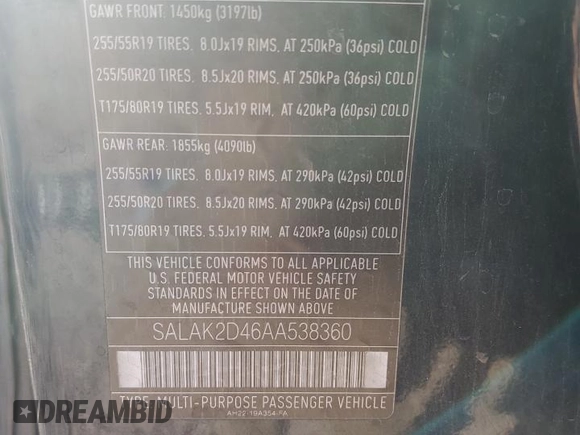 GAWR FRONT: 1450kg (3197lb)
255/55R19 TIRES, 8.0Jx19 RIMS, AT 250kPa (36psi) COLD
255/50R20 TIRES, 8.5Jx20 RIMS, AT 250kPa (36psi) COLD
T175/80R19 TIRES, 5.5Jx19 RIM, AT 420kPa (60psi) COLD
GAWR REAR: 1855kg (4090lb)
255/55R19 TIRES, 8.0Jx19 RIMS, AT 290kPa (42psi) COLD
255/50R20 TIRES, 8.5Jx20 RIMS, AT 290kPa (42psi) COLD
T175/80R19 TIRES, 5.5Jx19 RIM, AT 420kPa (60psi) COLD
THIS VEHICLE CONFORMS TO ALL APPLICABLE
U.S. FEDERAL MOTOR VEHICLE SAFETY
STANDARDS IN EFFECT ON THE DATE OF
MANUFACTURE SHOWN ABOVE
SALAK2D46AA538360
TYPE: MULTI-PURPOSE PASSENGER VEHICLE
AH22-19A354-PA
DREAMBID